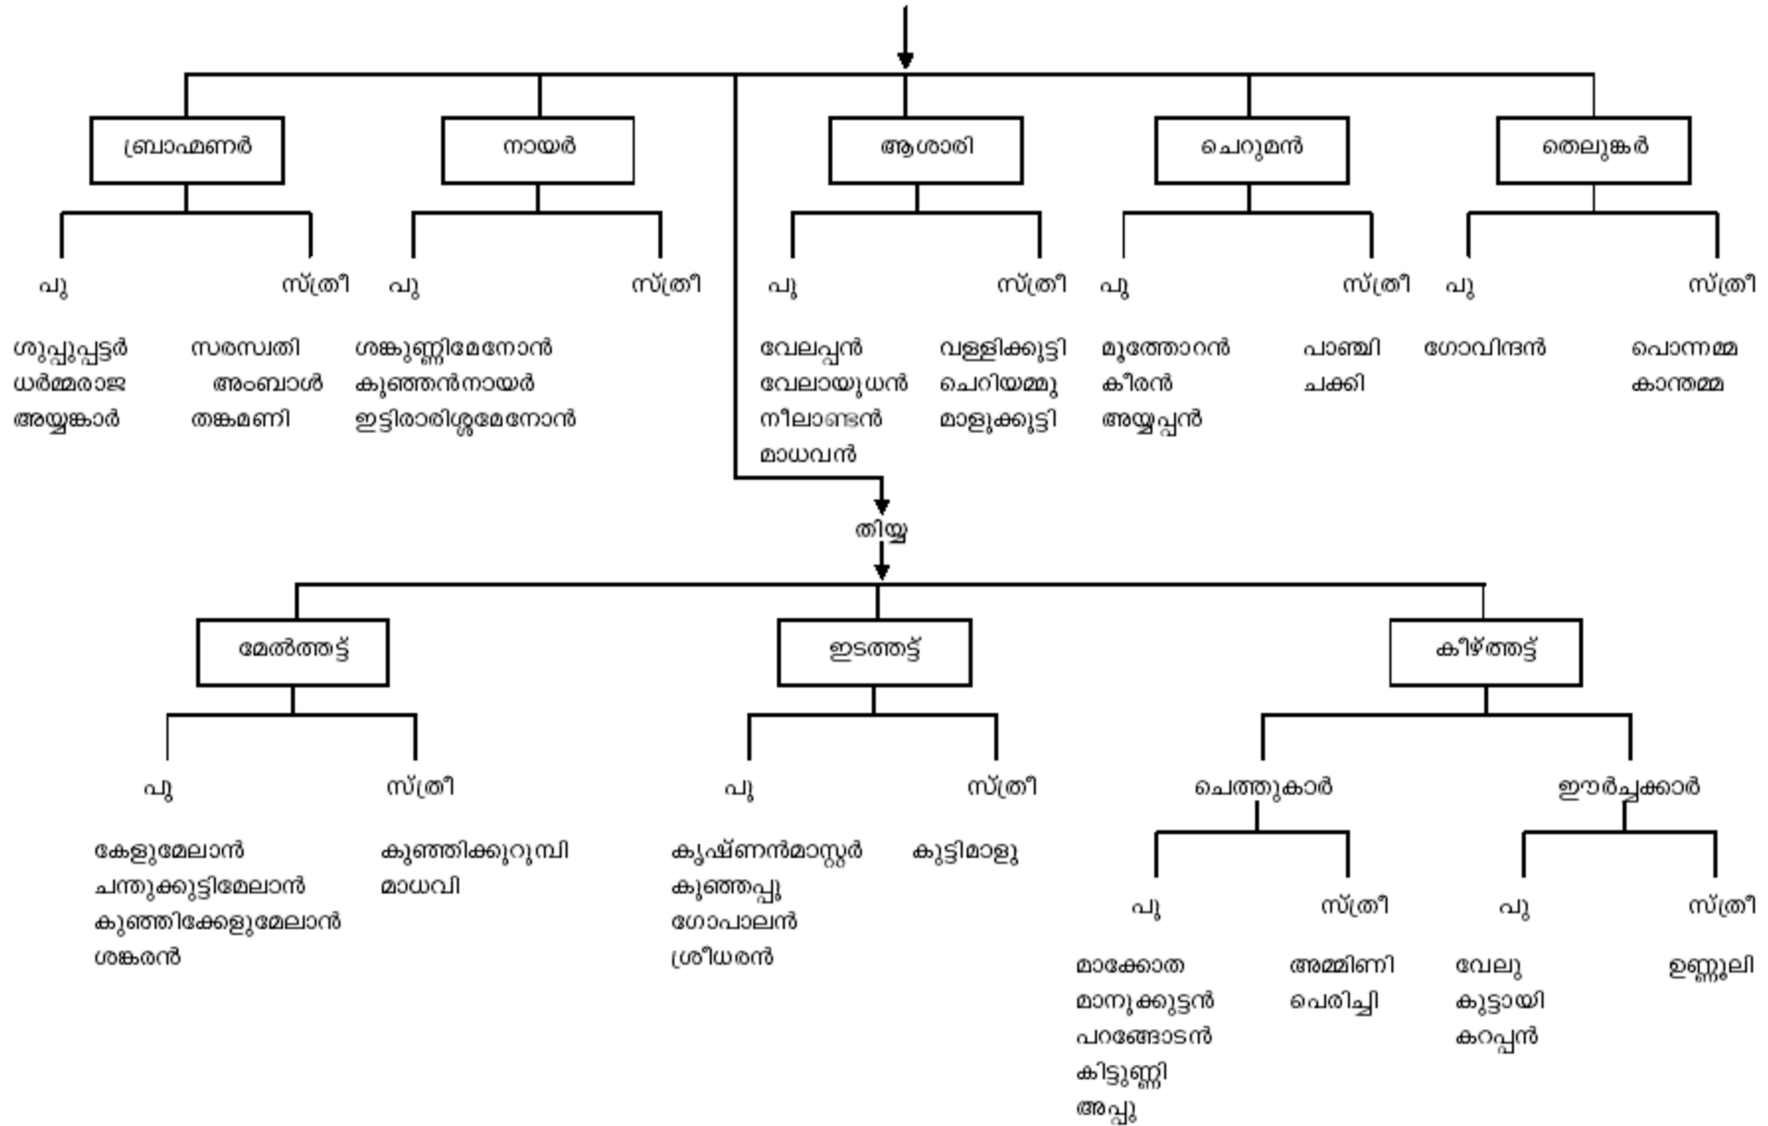 ബ്രാഹ്മണർ നായർ ആശാരി ചെറുമൻ തെലുങ്കർ
പു സ്ത്രീ പു സ്ത്രീ പു സ്ത്രീ പു സ്ത്രീ പു സ്ത്രീ
ശുപ്പുപ്പട്ടർ സരസ്വതി ശങ്കുണ്ണിമേനോൻ വേലപ്പൻ വള്ളിക്കുട്ടി മൂത്തോറൻ പാഞ്ചി ഗോവിന്ദൻ പൊന്നമ്മ
ധർമ്മരാജ അംബാൾ കുഞ്ഞൻനായർ വേലായുധൻ ചെറിയമ്മു കീരൻ ചക്കി കാന്തമ്മ
അയ്യങ്കാർ തങ്കമണി ഇട്ടിരാരിശ്ശമേനോൻ നീലാണ്ടൻ മാളുക്കുട്ടി അയ്യപ്പൻ
മാധവൻ
തിയ്യ
മേൽത്തട്ട് ഇടത്തട്ട് കീഴ്ത്തട്ട്
പു സ്ത്രീ പു സ്ത്രീ ചെത്തുകാർ ഈർച്ചക്കാർ
കേളുമേലാൻ കുഞ്ഞിക്കുറുമ്പി കൃഷ്ണൻമാസ്റ്റർ കുട്ടിമാളു
ചന്തുക്കുട്ടിമേലാൻ മാധവി കുഞ്ഞപ്പു
കുഞ്ഞിക്കേളുമേലാൻ ഗോപാലൻ പു സ്ത്രീ പു സ്ത്രീ
ശങ്കരൻ ശ്രീധരൻ
മാക്കോത അമ്മിണി വേലു ഉണ്ണൂലി
മാനുക്കുട്ടൻ പെരിച്ചി കുട്ടായി
പറങ്ങോടൻ കറപ്പൻ
കിട്ടുണ്ണി
അപ്പു